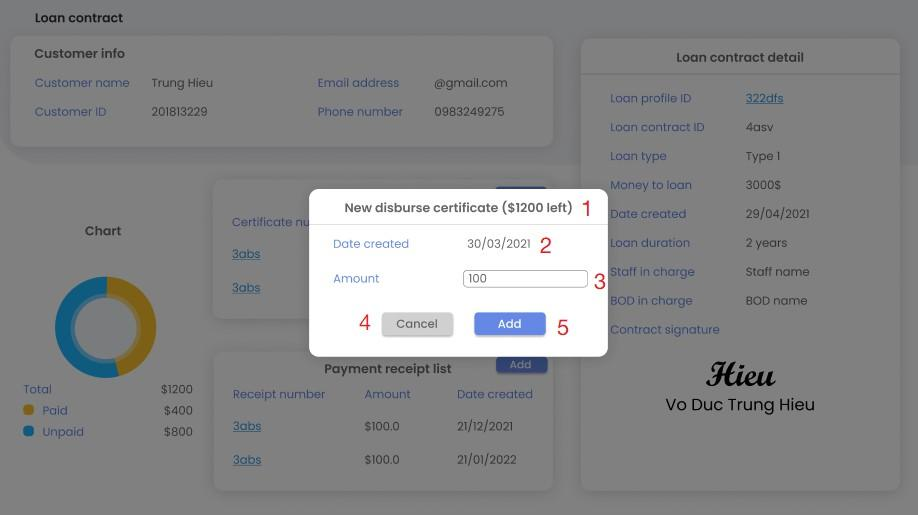 Loan contract
Customer info
Customer name Trung Hieu Email address @gmail.com
Customer ID 201813229 Phone number 0983249275
Loan contract detail
Loan profile ID 322dfs
Loan contract ID 4asv
Loan type Type 1
Money to loan 3000$
Date created 29/04/2021
Loan duration 2 years
Staff in charge Staff name
BOD in charge BOD name
Contract signature
Hieu
Vo Duc Trung Hieu
Chart
Total $1200
Paid $400
Unpaid $800
Certificate nu
3abs
3abs
New disburse certificate ($1200 left) 1
Date created 30/03/2021 2
Amount 100 3
4 Cancel Add 5
Payment receipt list Add
Receipt number Amount Date created
3abs $100.0 21/12/2021
3abs $100.0 21/01/2022